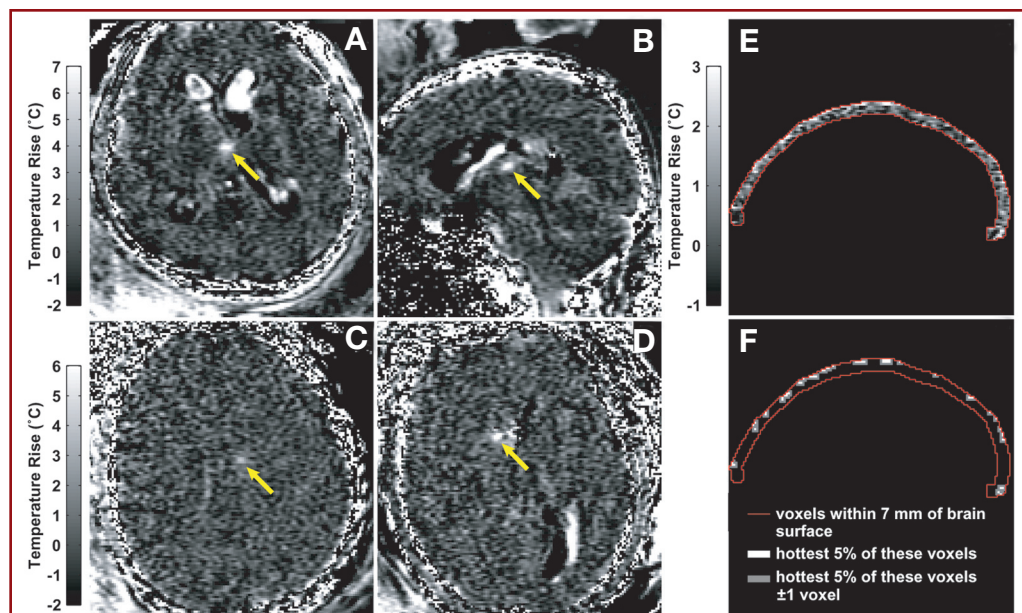 A
B
E
7
6
5
4
3
2
1
0
-1
-2
Temperature Rise (˚C)
3
2
1
0
-1
Temperature Rise (˚C)
C
D
F
6
5
4
3
2
1
0
-1
-2
Temperature Rise (˚C)
voxels within 7 mm of brain
surface
hottest 5% of these voxels
hottest 5% of these voxels
±1 voxel